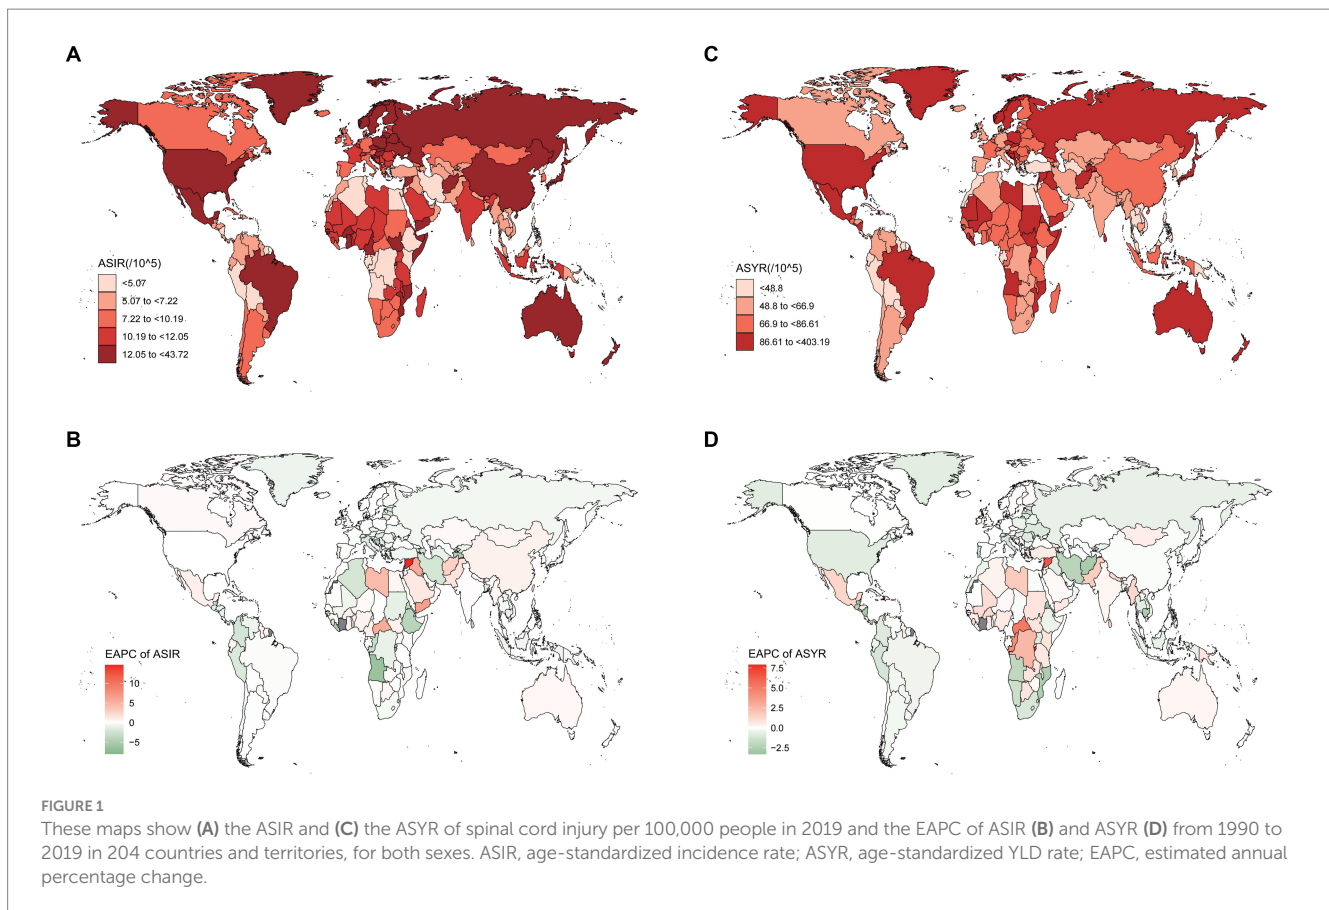 A
ASIR(/10^5)
<5.07
5.07 to <7.22
7.22 to <10.19
10.19 to <12.05
12.05 to <43.72
C
ASYR(/10^5)
<48.8
48.8 to <66.9
66.9 to <86.61
86.61 to <403.19
B
EAPC of ASIR
10
5
0
−5
D
EAPC of ASYR
7.5
5.0
2.5
0.0
−2.5
FIGURE 1
These maps show (A) the ASIR and (C) the ASYR of spinal cord injury per 100,000 people in 2019 and the EAPC of ASIR (B) and ASYR (D) from 1990 to
2019 in 204 countries and territories, for both sexes. ASIR, age-standardized incidence rate; ASYR, age-standardized YLD rate; EAPC, estimated annual
percentage change.